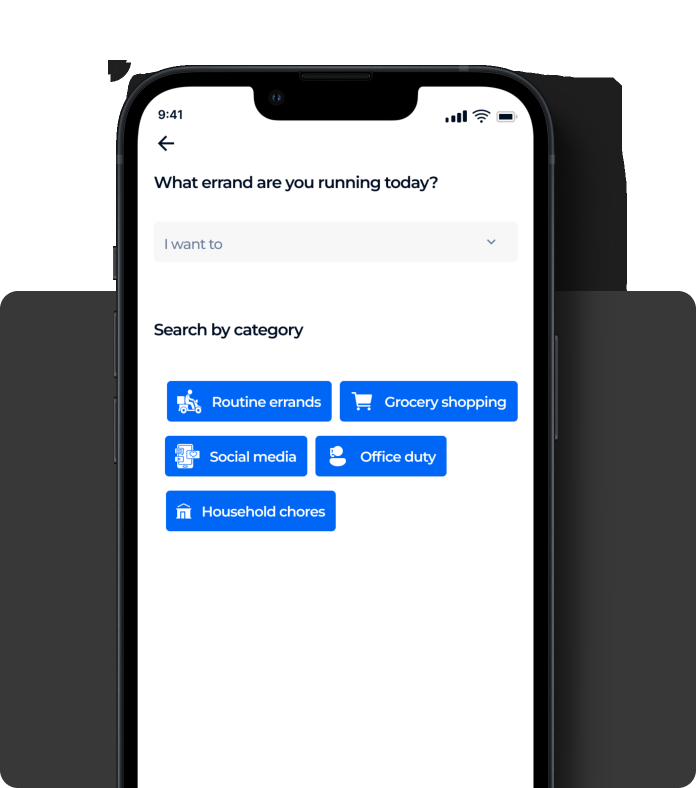 9:41
What errand are you running today?
I want to
Search by category
Routine errands
Grocery shopping
Social media
Office duty
Household chores